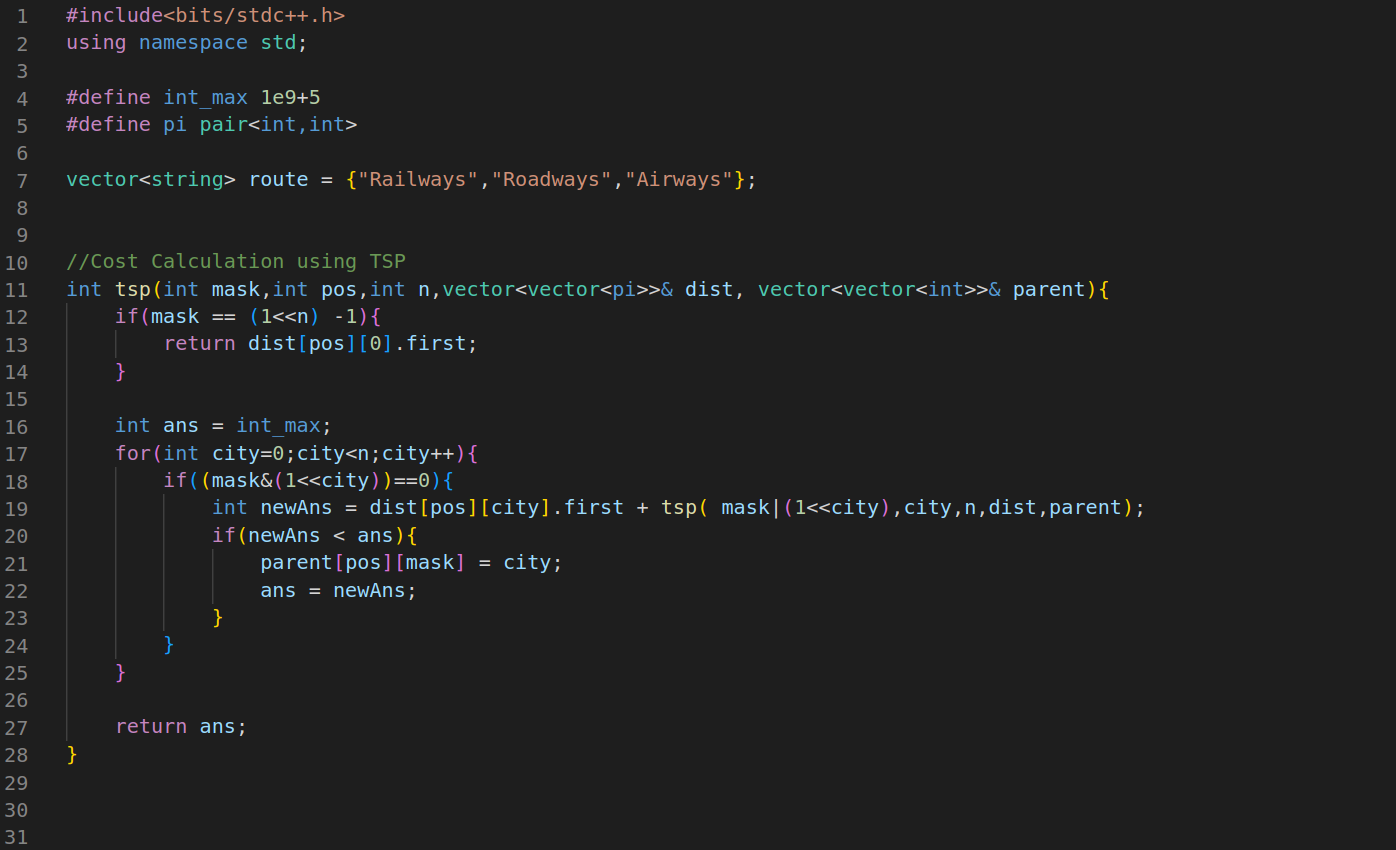 1 #include<bits/stdc++.h>
2 using namespace std;
3
4 #define int_max 1e9+5
5 #define pi pair<int,int>
6
7 vector<string> route = {"Railways","Roadways","Airways"};
8
9
10 //Cost Calculation using TSP
11 int tsp(int mask,int pos,int n,vector<vector<pi>>& dist, vector<vector<int>>& parent){
12     if(mask == (1<<n) -1){
13         return dist[pos][0].first;
14     }
15
16     int ans = int_max;
17     for(int city=0;city<n;city++){
18         if((mask&(1<<city))==0){
19             int newAns = dist[pos][city].first + tsp( mask|(1<<city),city,n,dist,parent);
20             if(newAns < ans){
21                 parent[pos][mask] = city;
22                 ans = newAns;
23             }
24         }
25     }
26
27     return ans;
28 }
29
30
31